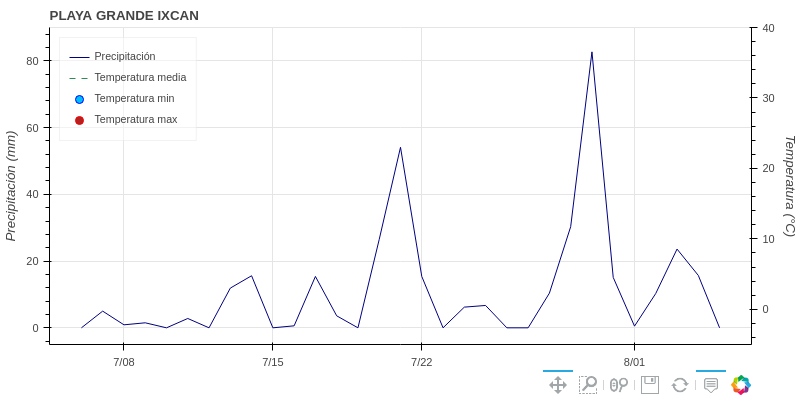 PLAYA GRANDE IXCAN
Precipitación
Temperatura media
Temperatura min
Temperatura max
Precipitación (mm)
80
60
40
20
0
Temperatura (°C)
40
30
20
10
0
7/08
7/15
7/22
8/01